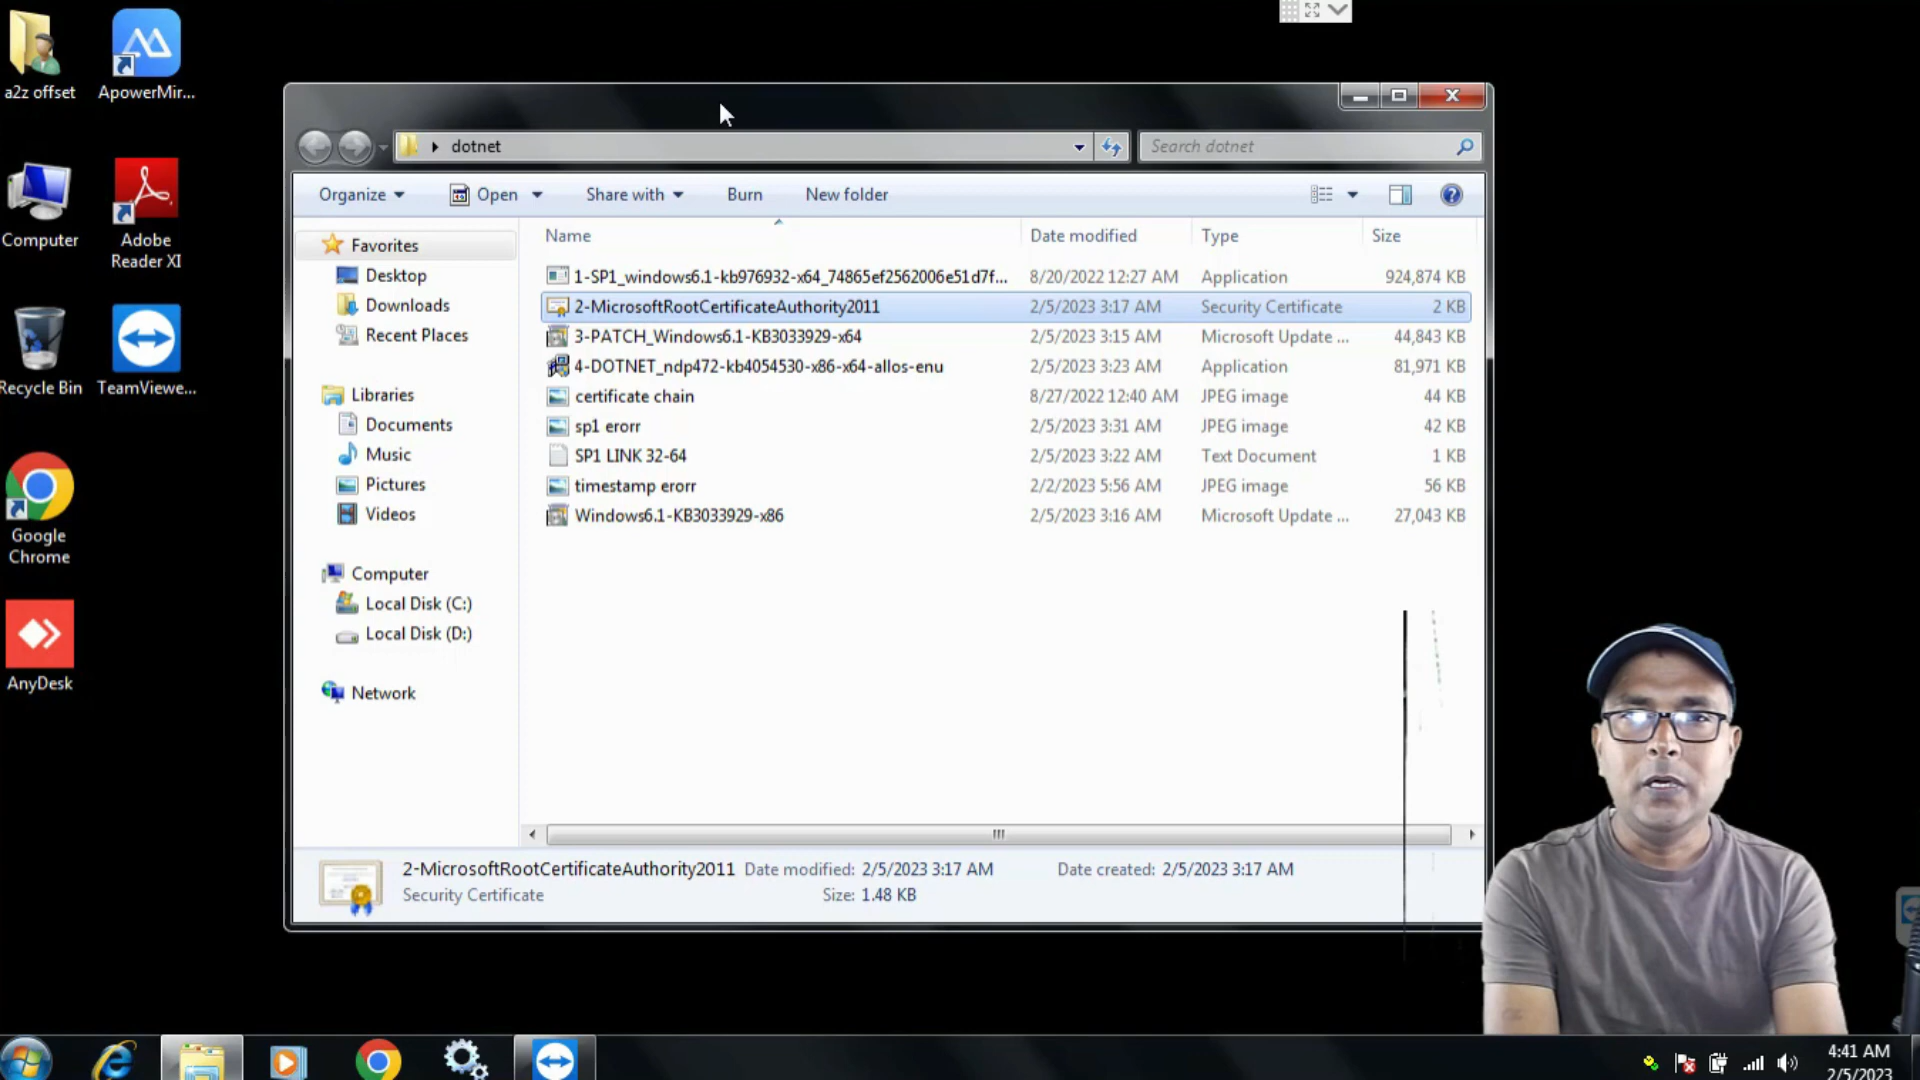 a2z offset
ApowerMir...
Computer
Adobe
Reader XI
Recycle Bin
TeamViewe...
Google
Chrome
AnyDesk
dotnet
Search dotnet
Organize
Open
Share with
Burn
New folder
Favorites
Desktop
Downloads
Recent Places
Libraries
Documents
Music
Pictures
Videos
Computer
Local Disk (C:)
Local Disk (D:)
Network
Name Date modified Type Size
1-SP1_windows6.1-kb976932-x64_74865ef2562006e51d7f... 8/20/2022 12:27 AM Application 924,874 KB
2-MicrosoftRootCertificateAuthority2011 2/5/2023 3:17 AM Security Certificate 2 KB
3-PATCH_Windows6.1-KB3033929-x64 2/5/2023 3:15 AM Microsoft Update ... 44,843 KB
4-DOTNET_ndp472-kb4054530-x86-x64-allos-enu 2/5/2023 3:23 AM Application 81,971 KB
certificate chain 8/27/2022 12:40 AM JPEG image 44 KB
sp1 erorr 2/5/2023 3:31 AM JPEG image 42 KB
SP1 LINK 32-64 2/5/2023 3:22 AM Text Document 1 KB
timestamp erorr 2/2/2023 5:56 AM JPEG image 56 KB
Windows6.1-KB3033929-x86 2/5/2023 3:16 AM Microsoft Update ... 27,043 KB
2-MicrosoftRootCertificateAuthority2011 Date modified: 2/5/2023 3:17 AM Date created: 2/5/2023 3:17 AM
Security Certificate Size: 1.48 KB
4:41 AM
2/5/2023